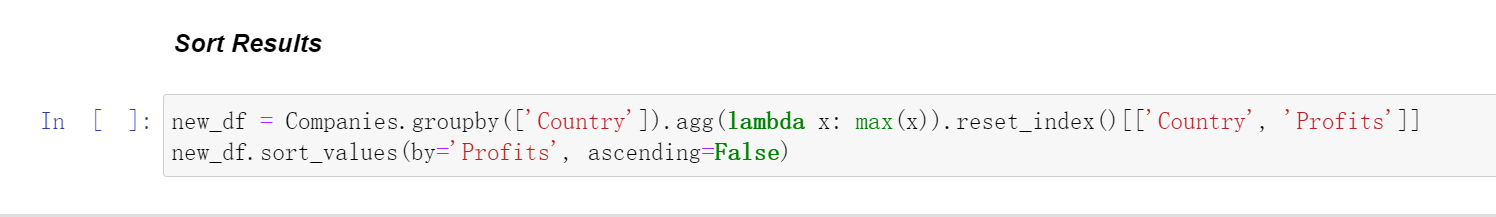 Sort Results
In [ ]: new_df = Companies.groupby(['Country']).agg(lambda x: max(x)).reset_index()[['Country', 'Profits']]
new_df.sort_values(by='Profits', ascending=False)